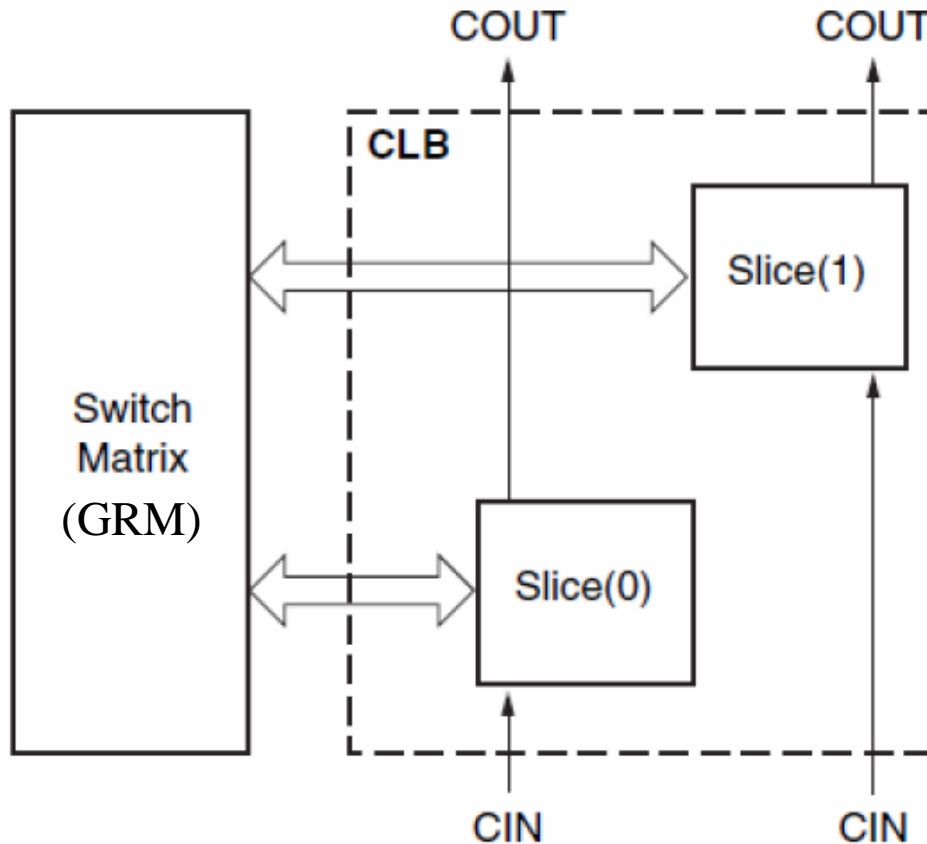 COUT
COUT
CLB
Slice(1)
Switch
Matrix
(GRM)
Slice(0)
CIN
CIN